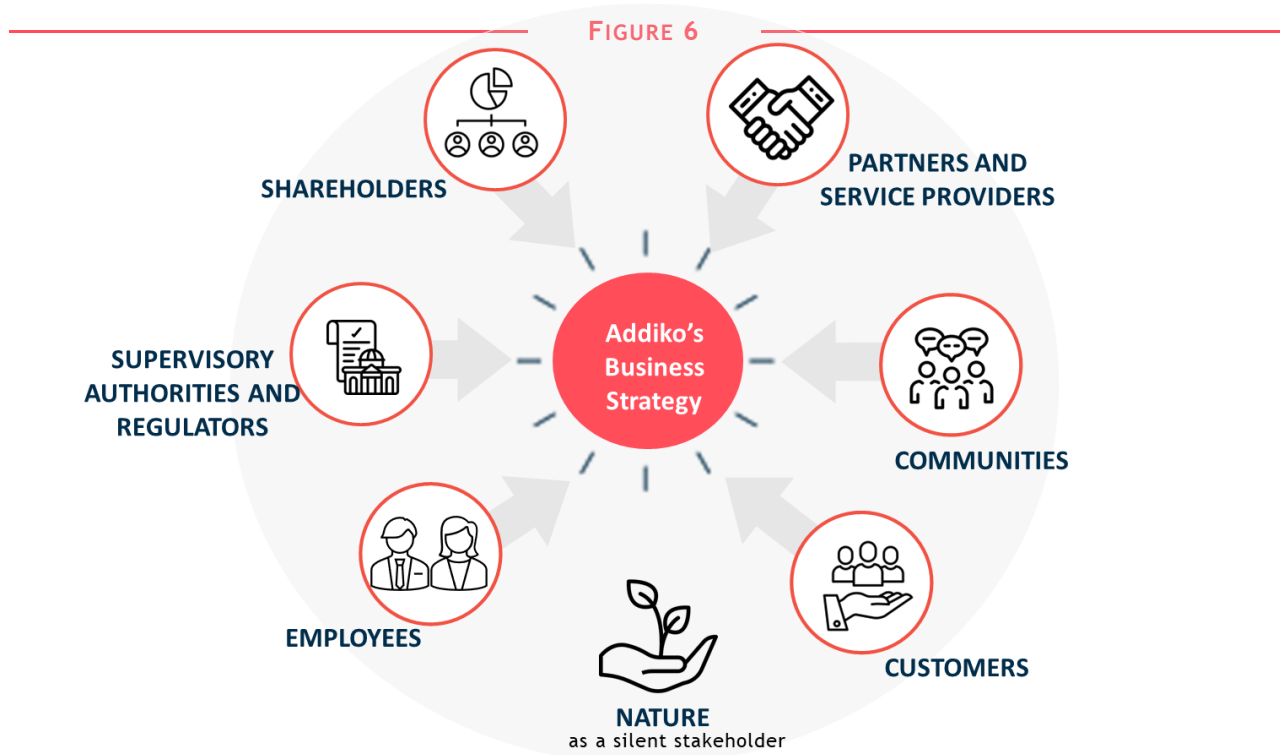 FIGURE 6
SHAREHOLDERS
PARTNERS AND
SERVICE PROVIDERS
Addiko’s
Business
Strategy
SUPERVISORY
AUTHORITIES AND
REGULATORS
COMMUNITIES
EMPLOYEES
CUSTOMERS
NATURE
as a silent stakeholder